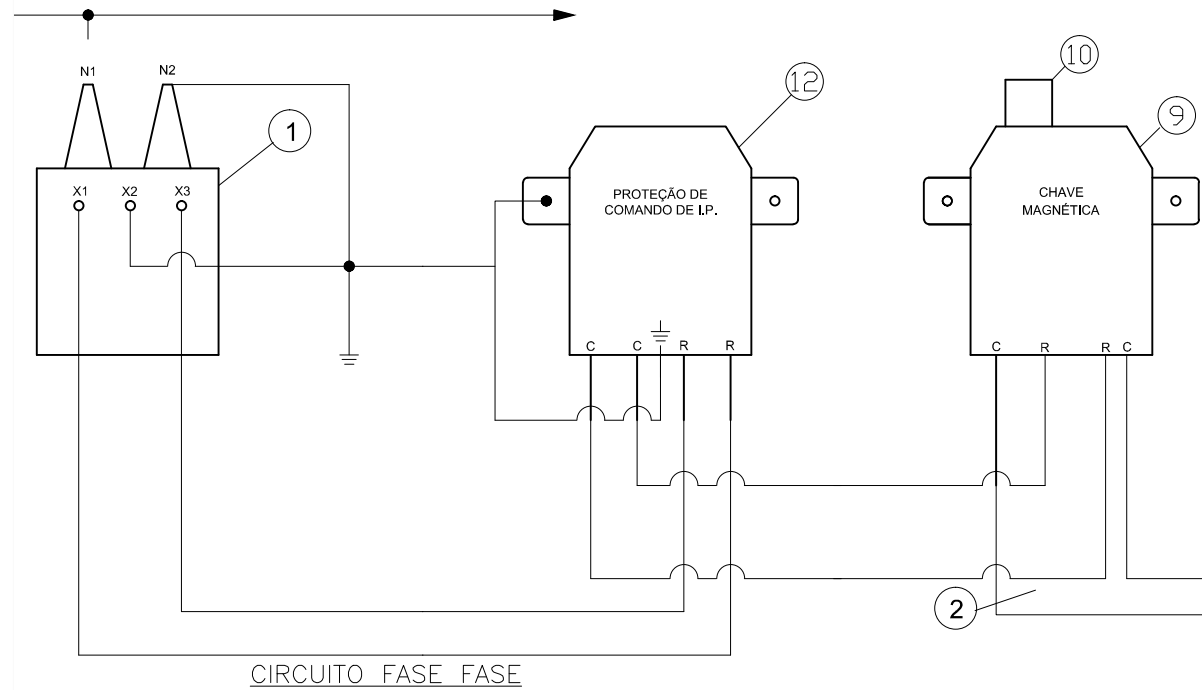 10
N1 N2
12
9
1
X1 X2 X3
PROTEÇÃO DE
COMANDO DE I.P.
CHAVE
MAGNÉTICA
C C R R
C R R C
2
CIRCUITO FASE FASE